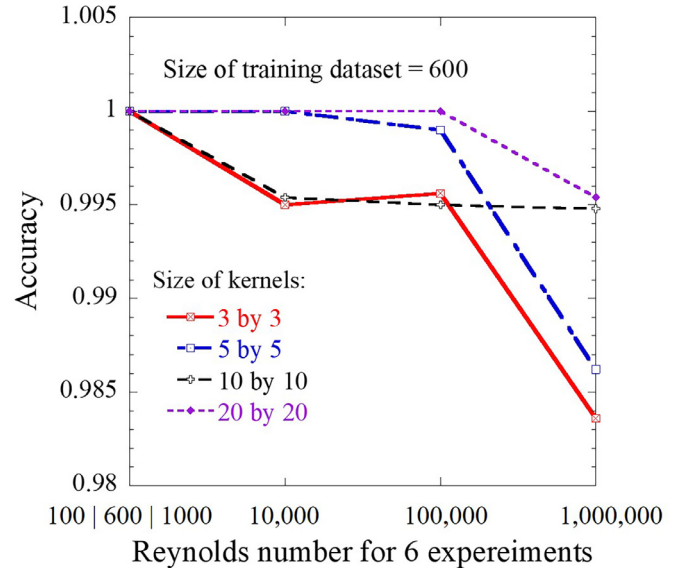 1.005
Size of training dataset = 600
1
0.995
0.99
0.985
0.98
Accuracy
Size of kernels:
3 by 3
5 by 5
10 by 10
20 by 20
100 | 600 | 1000 10,000 100,000 1,000,000
Reynolds number for 6 expereiments